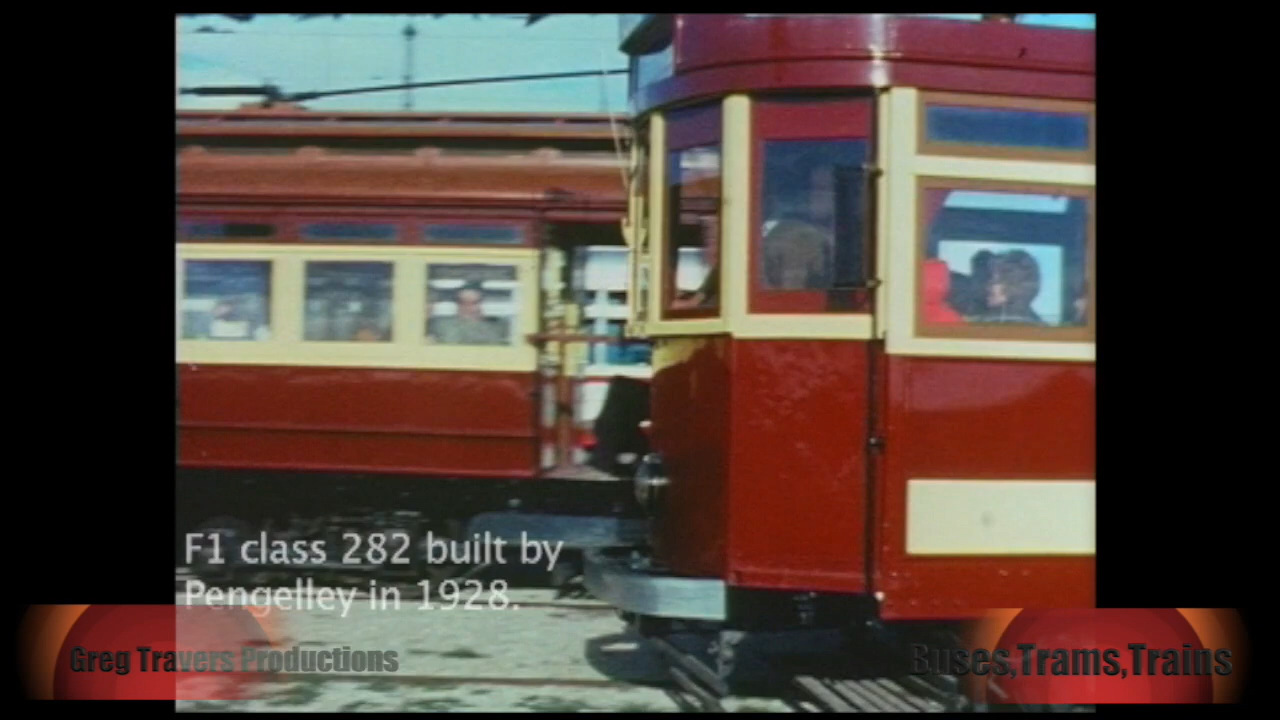 F1 class 282 built by
Pengelley in 1928.
Greg Travers Productions
Buses,Trams,Trains